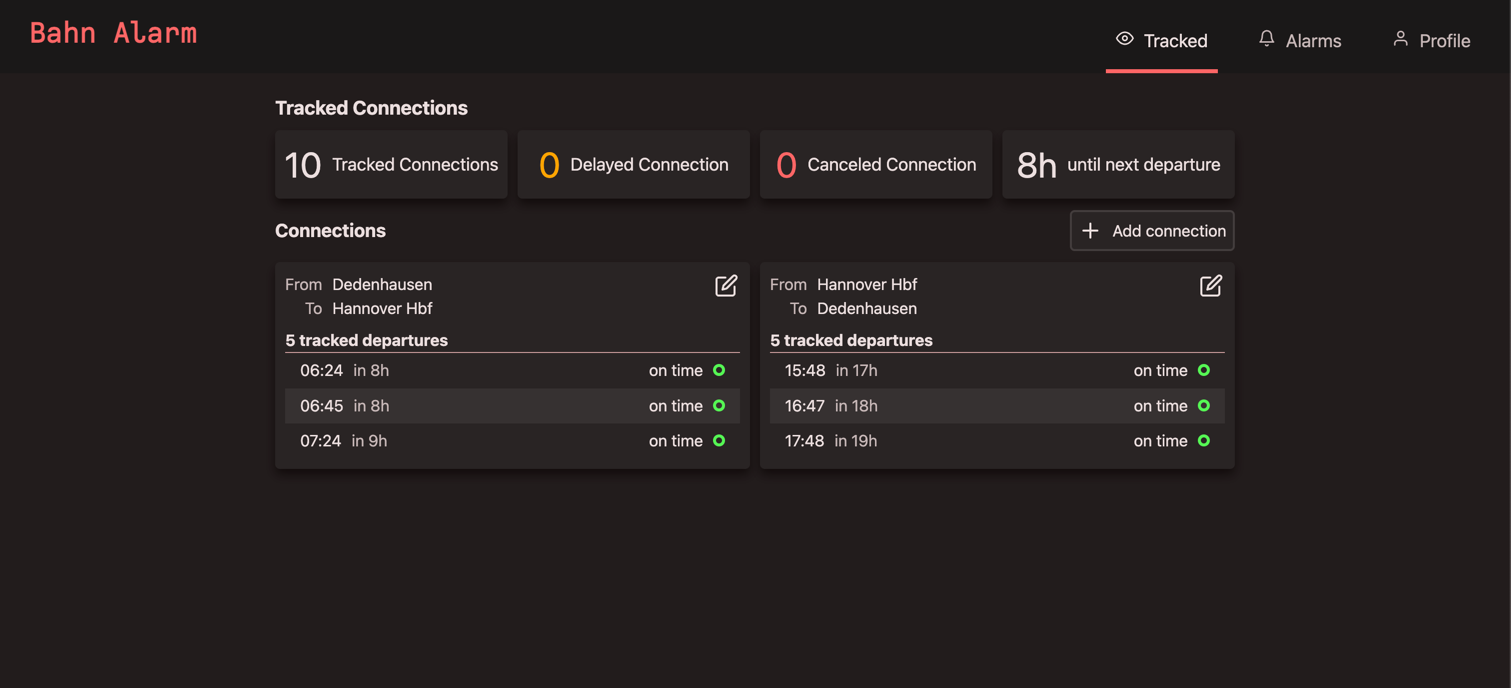 Bahn Alarm
Tracked
Alarms
Profile
Tracked Connections
10 Tracked Connections
0 Delayed Connection
0 Canceled Connection
8h until next departure
Connections
Add connection
From Dedenhausen
To Hannover Hbf
5 tracked departures
06:24 in 8h on time
06:45 in 8h on time
07:24 in 9h on time
From Hannover Hbf
To Dedenhausen
5 tracked departures
15:48 in 17h on time
16:47 in 18h on time
17:48 in 19h on time